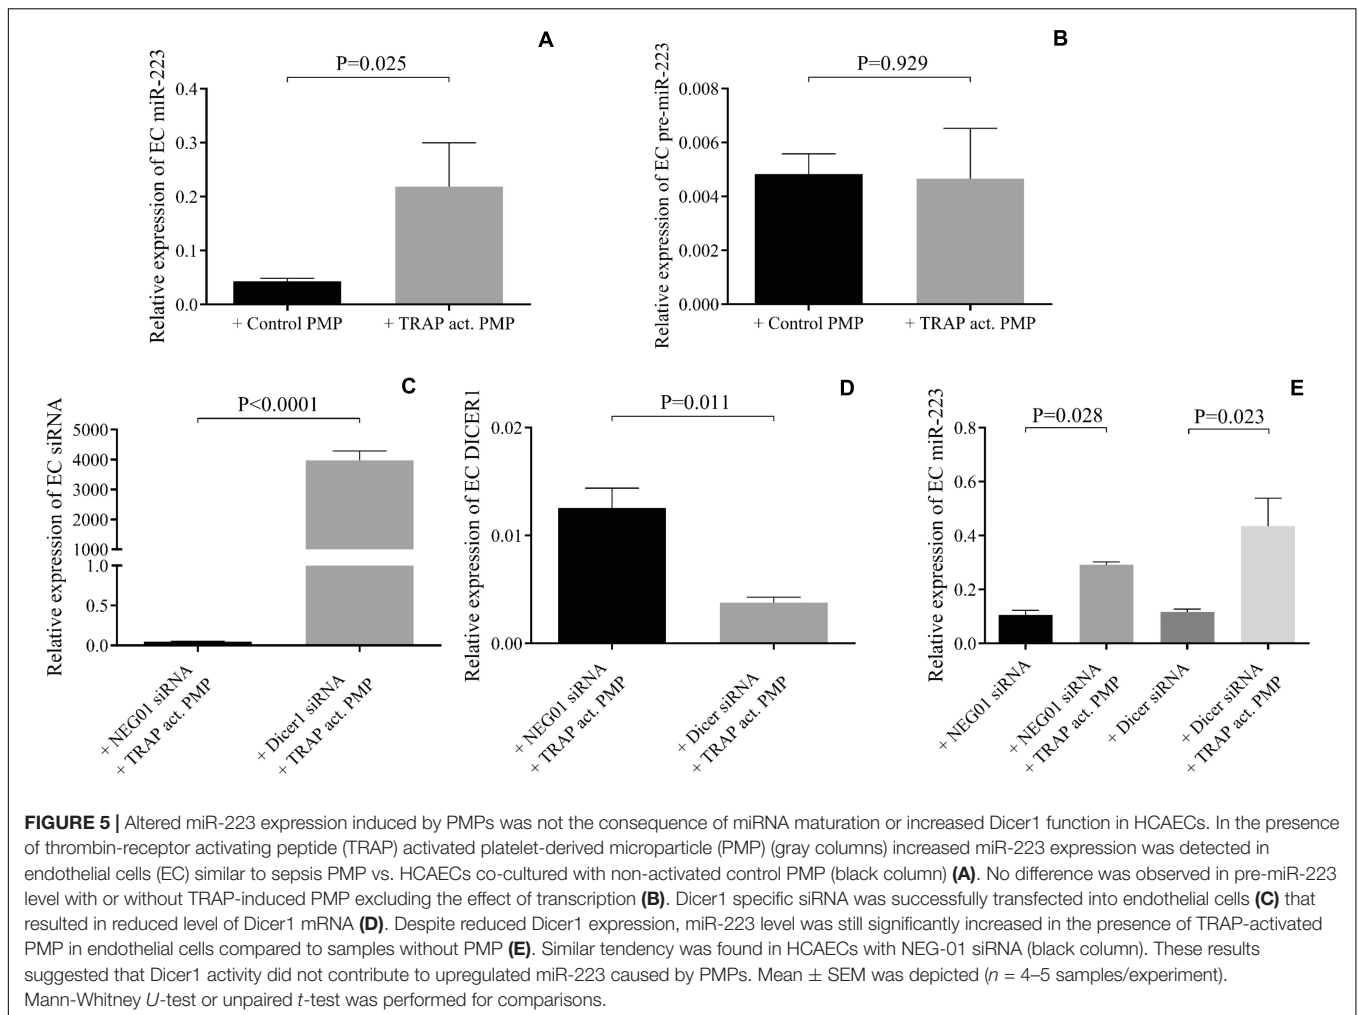 A
P=0.025
Relative expression of EC miR-223
0.4
0.3
0.2
0.1
0.0
+ Control PMP
+ TRAP act. PMP
B
P=0.929
Relative expression of EC pre-miR-223
0.008
0.006
0.004
0.002
0.000
+ Control PMP
+ TRAP act. PMP
C
P<0.0001
Relative expression of EC siRNA
5000
4000
3000
2000
1000
1.0
0.5
0.0
+ NEG01 siRNA
+ TRAP act. PMP
+ Dicer1 siRNA
+ TRAP act. PMP
D
P=0.011
Relative expression of EC DICER1
0.02
0.01
0.00
+ NEG01 siRNA
+ TRAP act. PMP
+ Dicer siRNA
+ TRAP act. PMP
E
P=0.028
P=0.023
Relative expression of EC miR-223
0.8
0.6
0.4
0.2
0.0
+ NEG01 siRNA
+ NEG01 siRNA
+ TRAP act. PMP
+ Dicer siRNA
+ Dicer siRNA
+ TRAP act. PMP
FIGURE 5 | Altered miR-223 expression induced by PMPs was not the consequence of miRNA maturation or increased Dicer1 function in HCAECs. In the presence
of thrombin-receptor activating peptide (TRAP) activated platelet-derived microparticle (PMP) (gray columns) increased miR-223 expression was detected in
endothelial cells (EC) similar to sepsis PMP vs. HCAECs co-cultured with non-activated control PMP (black column) (A). No difference was observed in pre-miR-223
level with or without TRAP-induced PMP excluding the effect of transcription (B). Dicer1 specific siRNA was successfully transfected into endothelial cells (C) that
resulted in reduced level of Dicer1 mRNA (D). Despite reduced Dicer1 expression, miR-223 level was still significantly increased in the presence of TRAP-activated
PMP in endothelial cells compared to samples without PMP (E). Similar tendency was found in HCAECs with NEG-01 siRNA (black column). These results
suggested that Dicer1 activity did not contribute to upregulated miR-223 caused by PMPs. Mean ± SEM was depicted (n = 4–5 samples/experiment).
Mann-Whitney U-test or unpaired t-test was performed for comparisons.